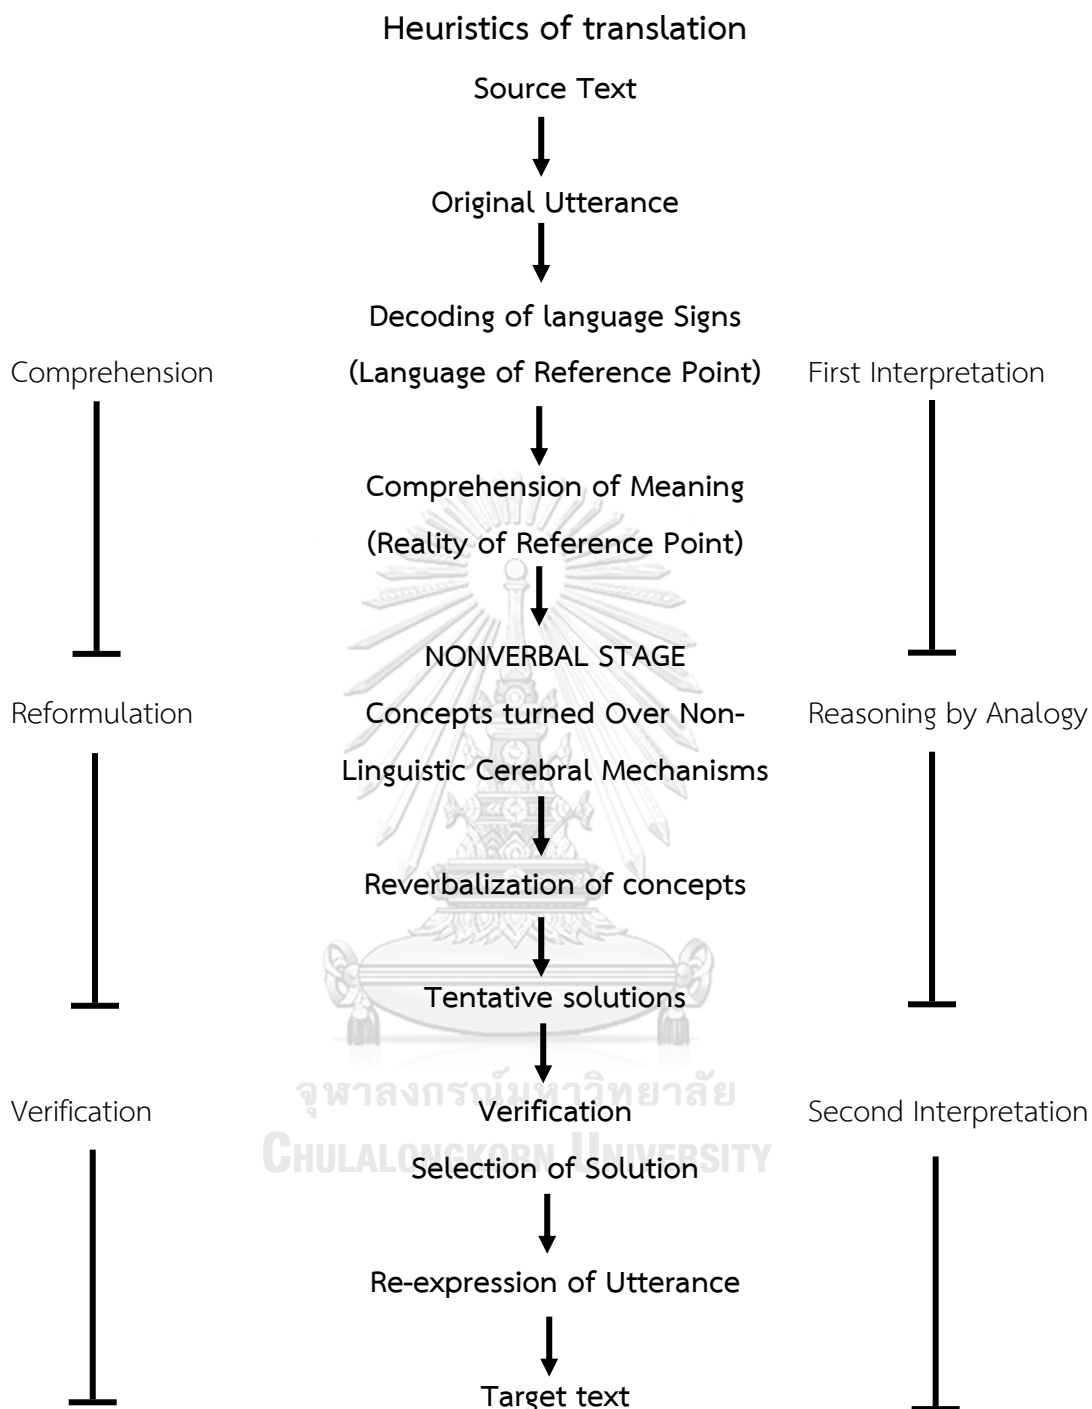 Heuristics of translation
Source Text
Original Utterance
Decoding of language Signs
Comprehension
(Language of Reference Point)
First Interpretation
Comprehension of Meaning
(Reality of Reference Point)
NONVERBAL STAGE
Reformulation
Concepts turned Over Non-
Reasoning by Analogy
Linguistic Cerebral Mechanisms
Reverbalization of concepts
Tentative solutions
จุฬาลงกรณ์มหาวิทยาลัย
Verification
Verification
Second Interpretation
CHULALONGKORN UNIVERSITY
Selection of Solution
Re-expression of Utterance
Target text